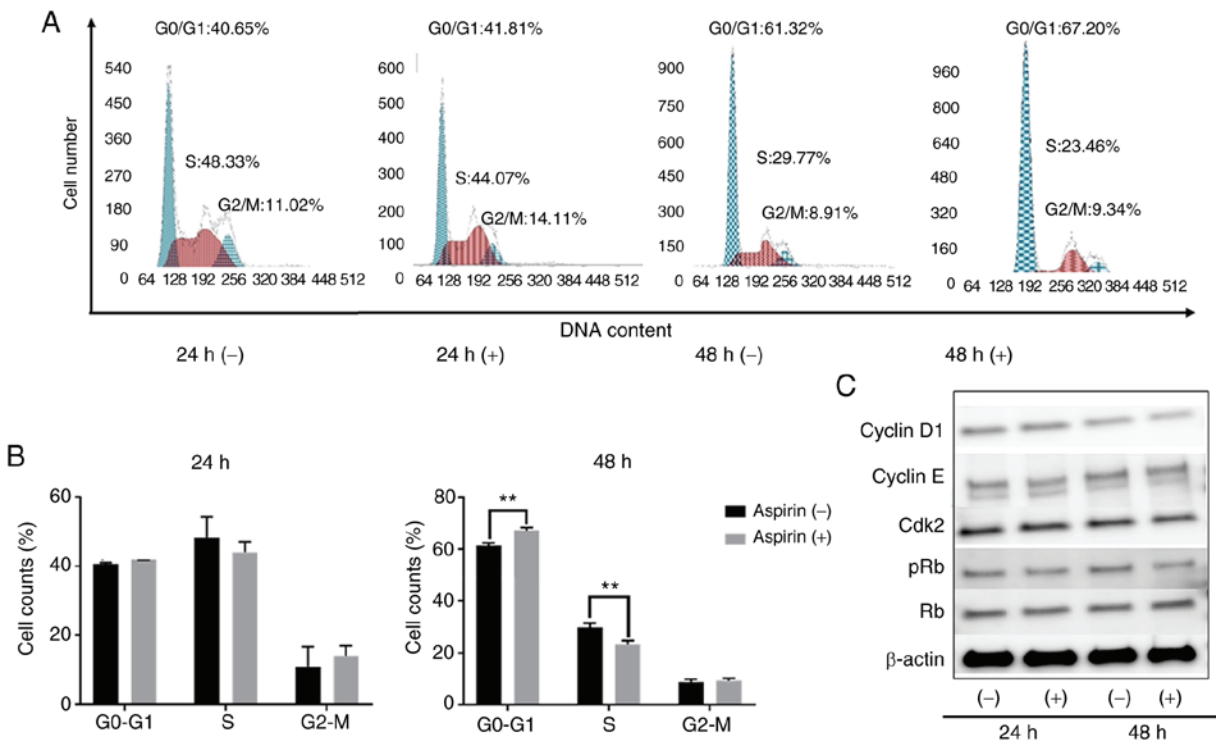 A
G0/G1:40.65%
G0/G1:41.81%
G0/G1:61.32%
G0/G1:67.20%
Cell number
540
450
360
270
180
90
0
S:48.33%
G2/M:11.02%
64 128 192 256 320 384 448 512
600
500
400
300
200
100
0
S:44.07%
G2/M:14.11%
64 128 192 256 320 384 448 512
900
750
600
450
300
150
0
S:29.77%
G2/M:8.91%
64 128 192 256 320 384 448 512
960
800
640
480
320
160
0
S:23.46%
G2/M:9.34%
64 128 192 256 320 384 448 512
DNA content
24 h (−)
24 h (+)
48 h (−)
48 h (+)
B
24 h
Cell counts (%)
60
40
20
0
G0-G1 S G2-M
48 h
Cell counts (%)
80
60
40
20
0
**
**
G0-G1 S G2-M
Aspirin (−)
Aspirin (+)
C
Cyclin D1
Cyclin E
Cdk2
pRb
Rb
β-actin
(−) (+) (−) (+)
24 h 48 h